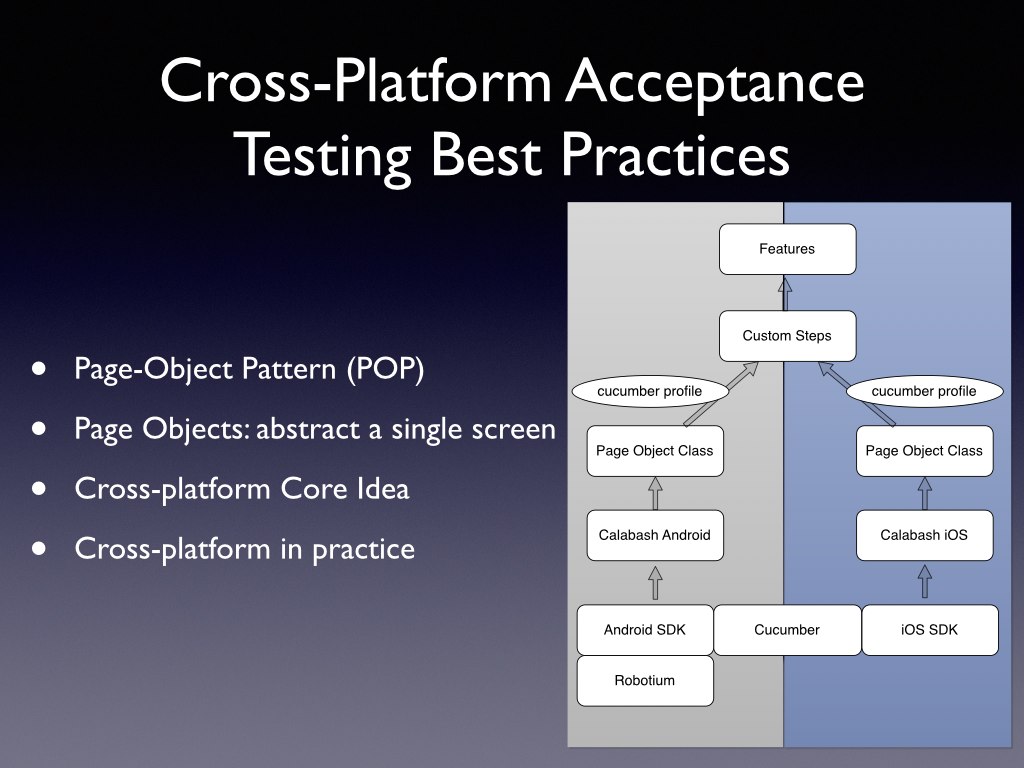 Cross-Platform Acceptance
Testing Best Practices
• Page-Object Pattern (POP)
• Page Objects: abstract a single screen
• Cross-platform Core Idea
• Cross-platform in practice
Features
Custom Steps
cucumber profile
cucumber profile
Page Object Class
Page Object Class
Calabash Android
Calabash iOS
Android SDK
Cucumber
iOS SDK
Robotium